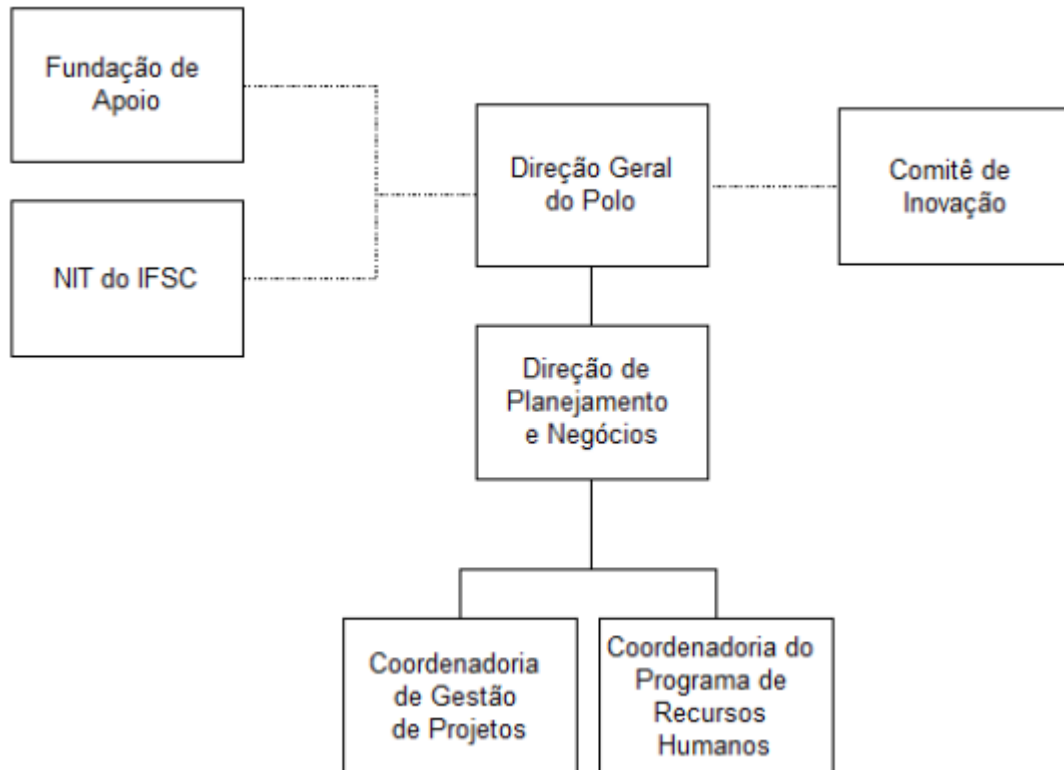 Fundação de
Apoio
NIT do IFSC
Direção Geral
do Polo
Comitê de
Inovação
Direção de
Planejamento
e Negócios
Coordenadoria
de Gestão
de Projetos
Coordenadoria do
Programa de
Recursos
Humanos